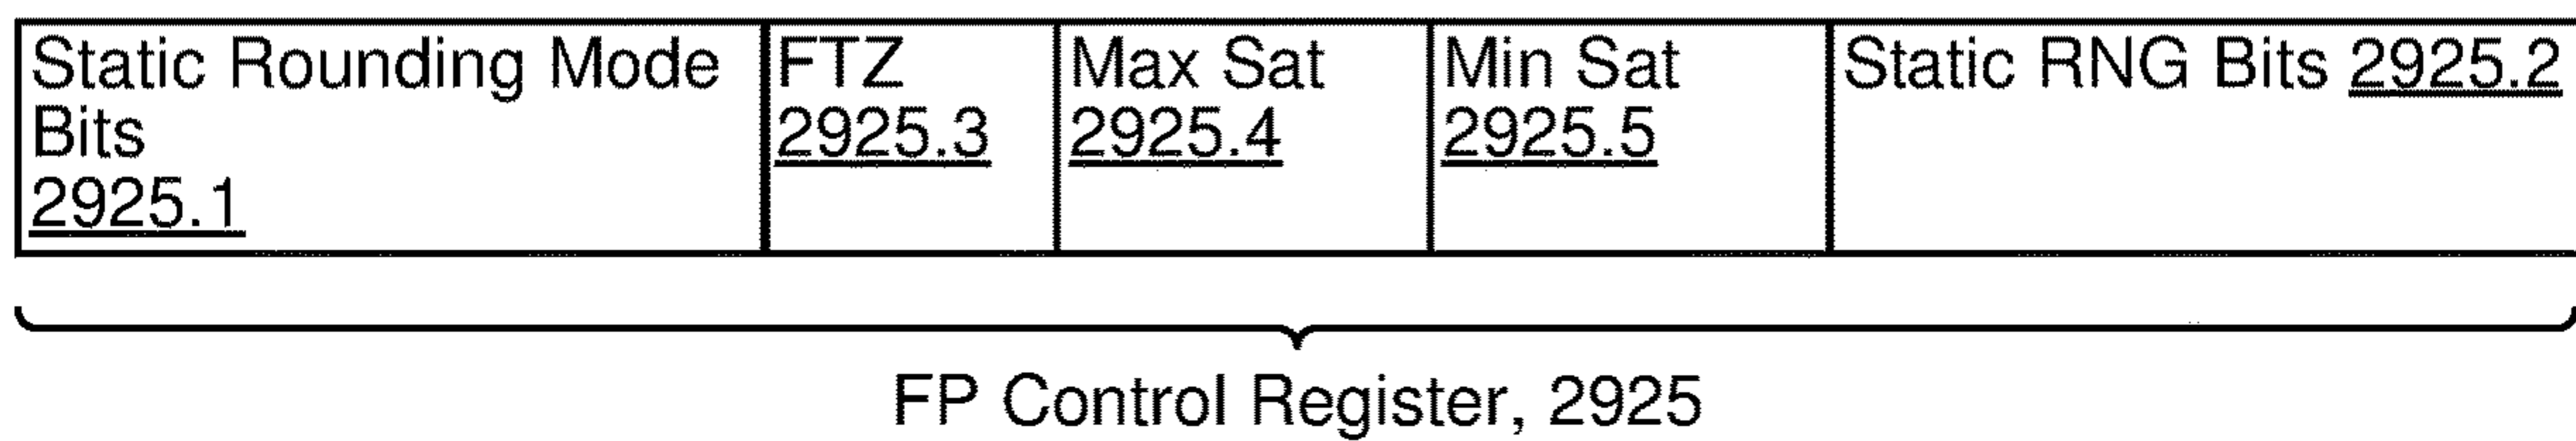 Static Rounding Mode
Bits
2925.1
FTZ
2925.3
Max Sat
2925.4
Min Sat
2925.5
Static RNG Bits 2925.2
FP Control Register, 2925